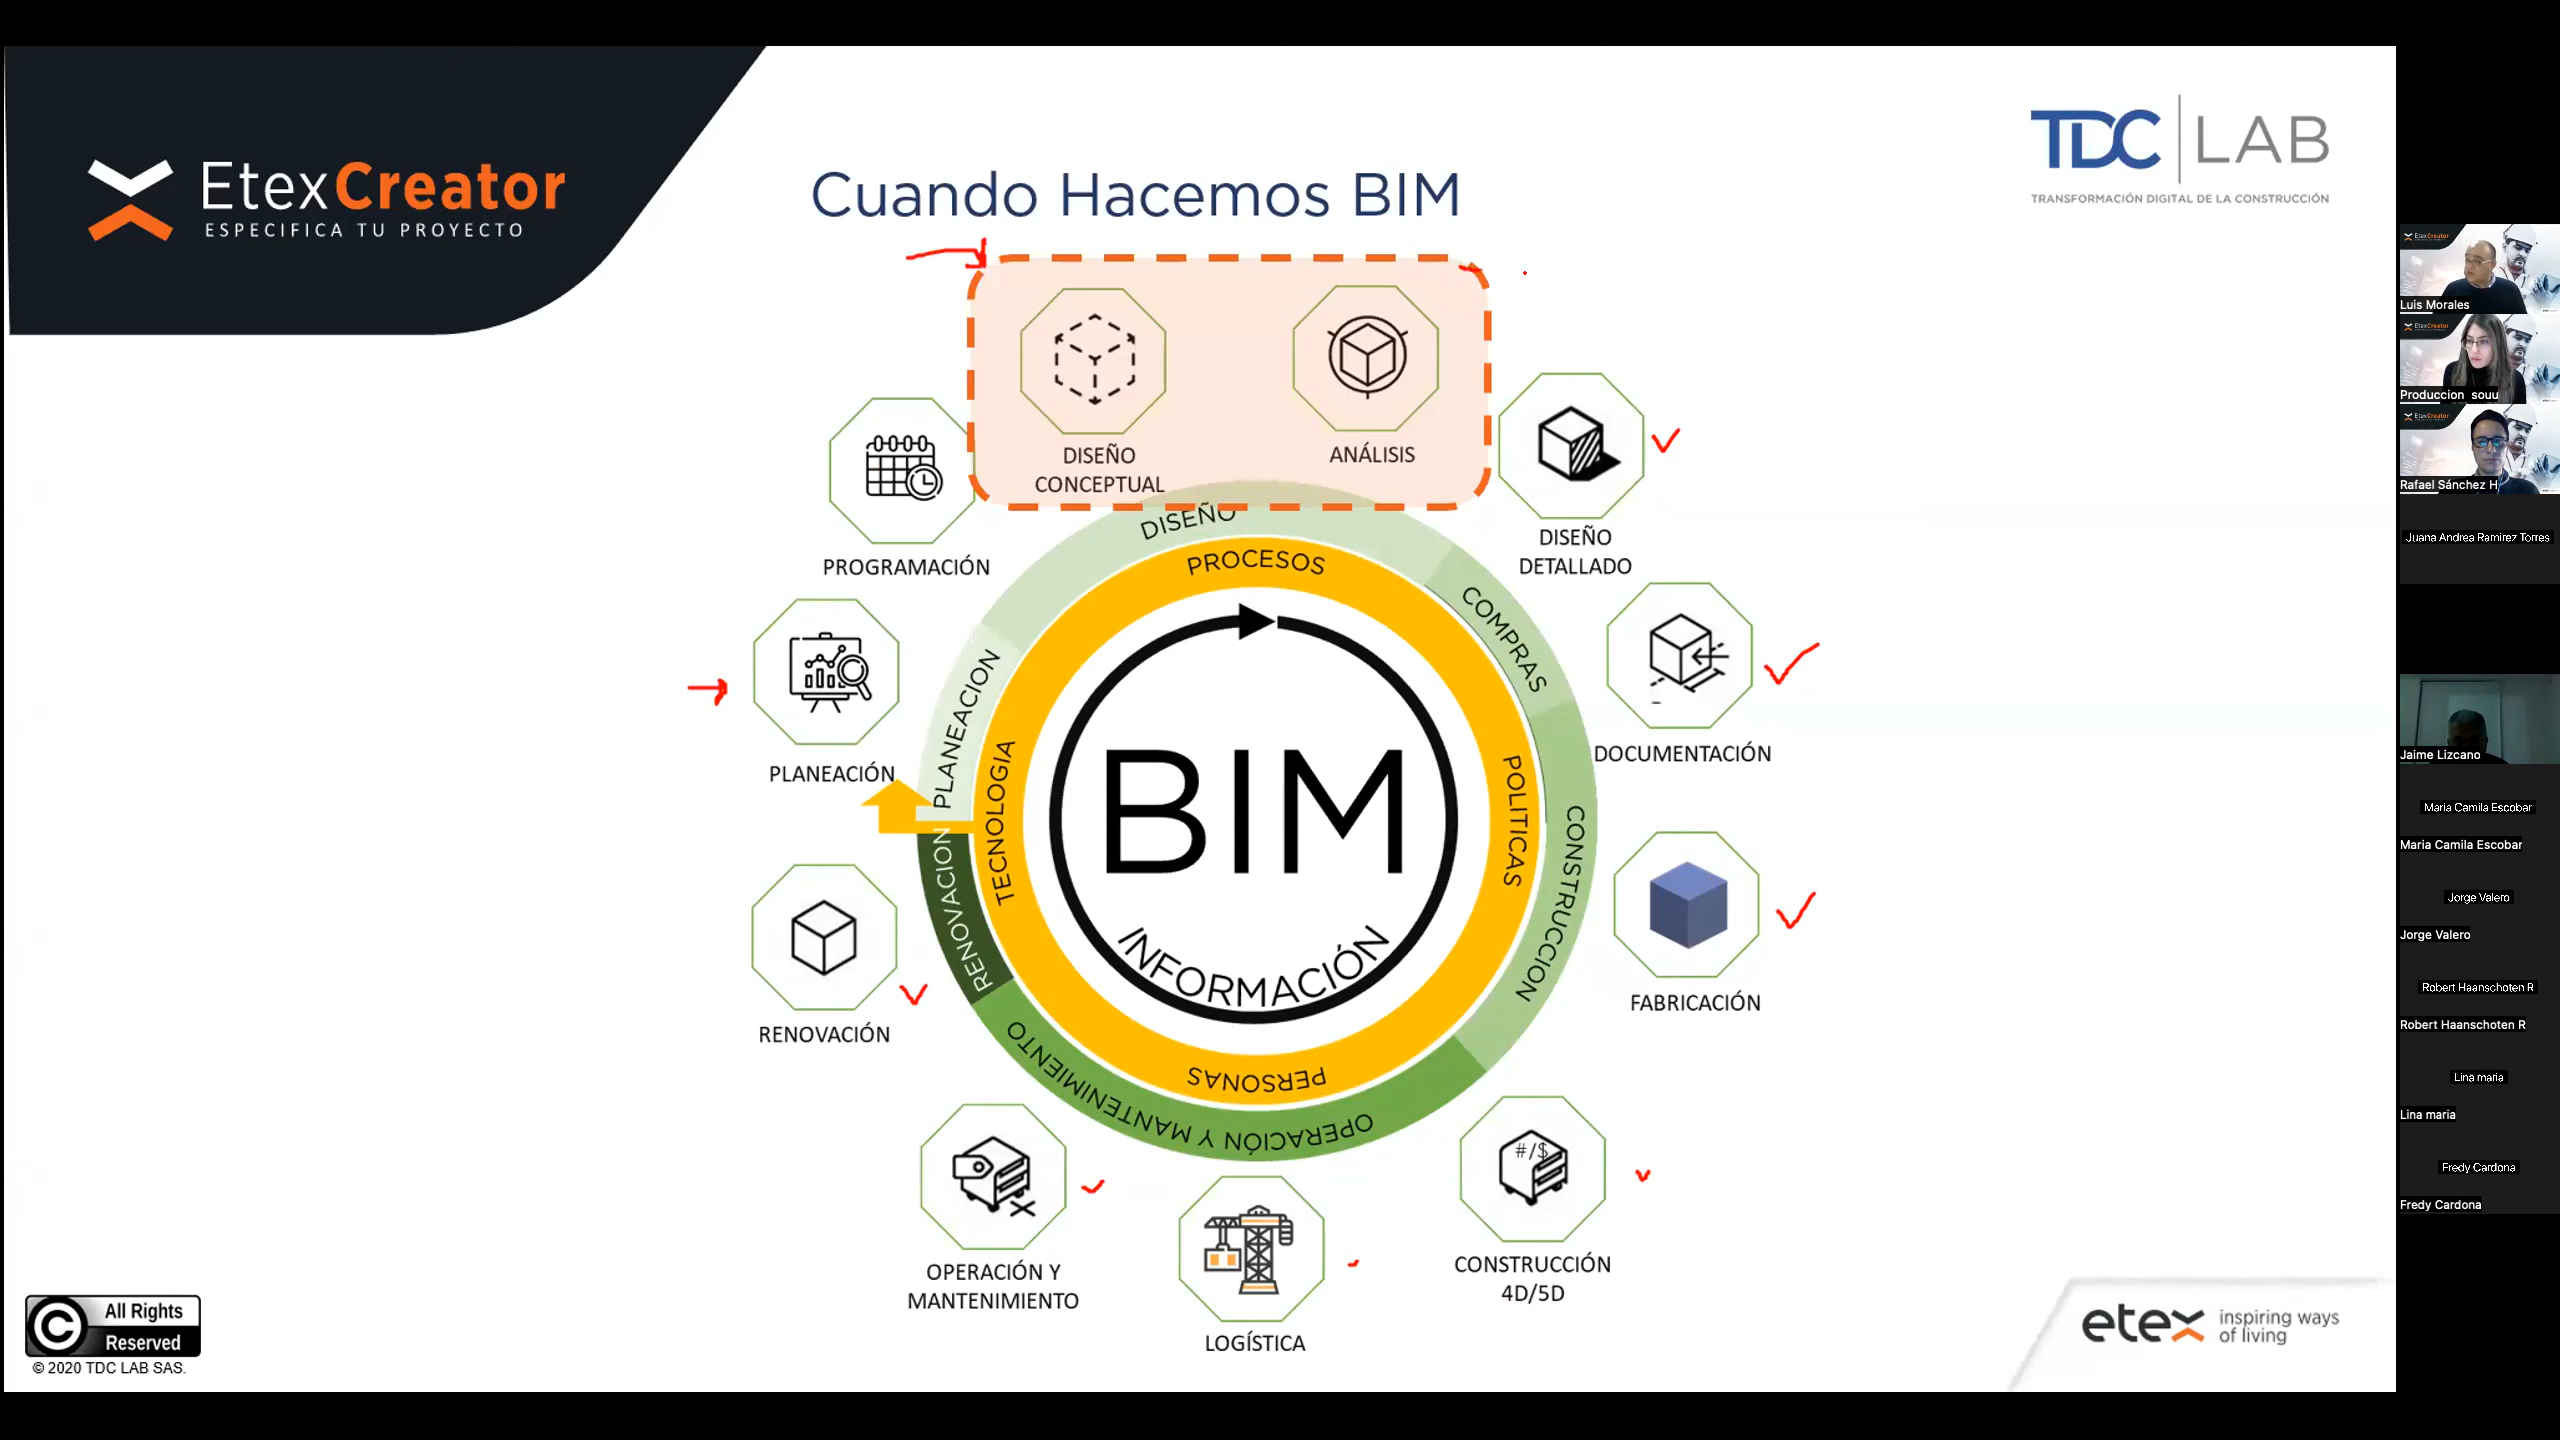 EtexCreator
ESPECIFICA TU PROYECTO
TDC LAB
TRANSFORMACIÓN DIGITAL DE LA CONSTRUCCIÓN
Cuando Hacemos BIM
DISEÑO
CONCEPTUAL
ANÁLISIS
PROGRAMACIÓN
DISEÑO
DETALLADO
PLANEACIÓN
DOCUMENTACIÓN
RENOVACIÓN
FABRICACIÓN
OPERACIÓN Y
MANTENIMIENTO
LOGÍSTICA
#/$
CONSTRUCCIÓN
4D/5D
DISEÑO
COMPRAS
CONSTRUCCION
OPERACIÓN Y MANTENIMIENTO
RENOVACION
PLANEACION
PROCESOS
POLITICAS
PERSONAS
TECNOLOGIA
BIM
INFORMACIÓN
All Rights
Reserved
© 2020 TDC LAB SAS.
etex
inspiring ways
of living
EtexCreator
Luis Morales
EtexCreator
Produccion souu
EtexCreator
Rafael Sánchez H
Juana Andrea Ramirez Torres
Jaime Lizcano
Maria Camila Escobar
Maria Camila Escobar
Jorge Valero
Jorge Valero
Robert Haanschoten R
Robert Haanschoten R
Lina maria
Lina maria
Fredy Cardona
Fredy Cardona